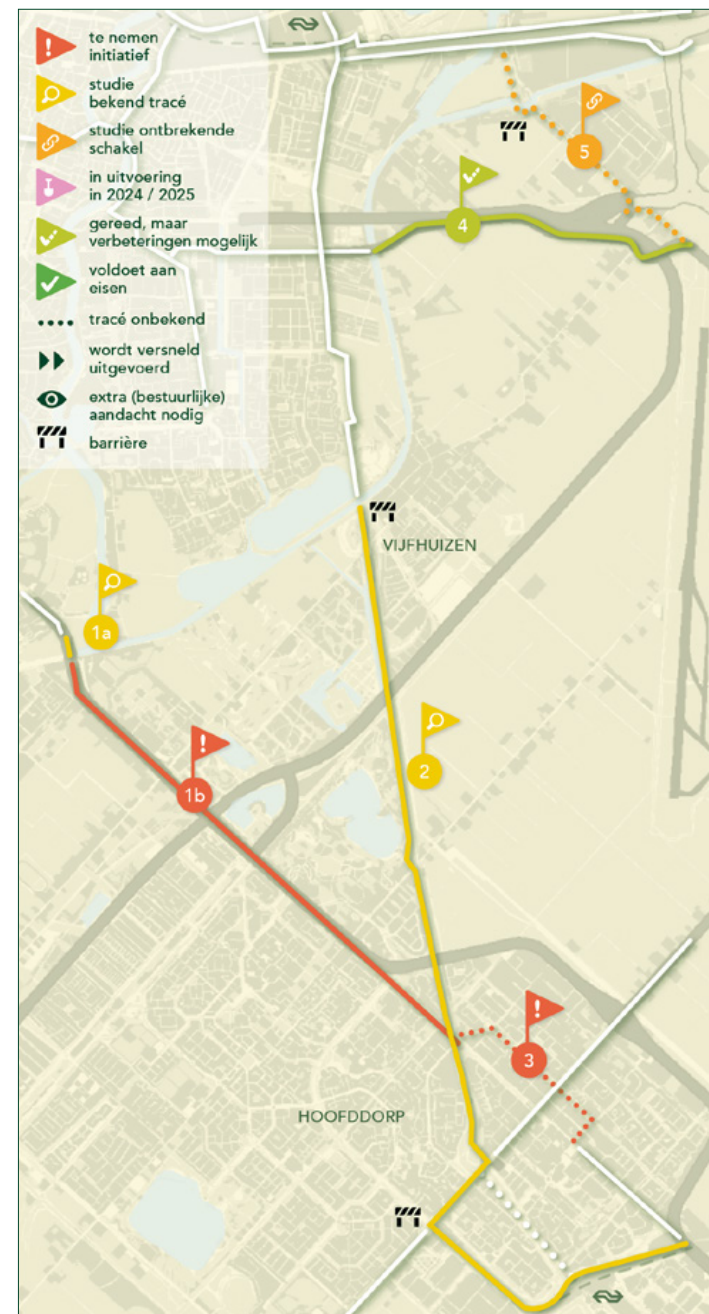 te nemen
initiatief
studie
bekend tracé
studie ontbrekende
schakel
in uitvoering
in 2024 / 2025
gereed, maar
verbeteringen mogelijk
voldoet aan
eisen
tracé onbekend
wordt versneld
uitgevoerd
extra (bestuurlijke)
aandacht nodig
barrière
5
4
VIJFHUIZEN
1a
2
1b
3
HOOFDDORP